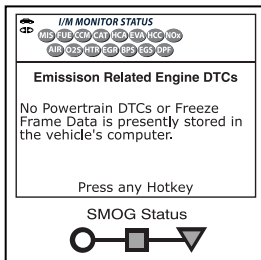 I/M MONITOR STATUS
MIS FUE CCM CAT HCA EVA HCC NOx
AIR O2S HTR EGR BPS EGS DPF
Emissison Related Engine DTCs
No Powertrain DTCs or Freeze
Frame Data is presently stored in
the vehicle's computer.
Press any Hotkey
SMOG Status